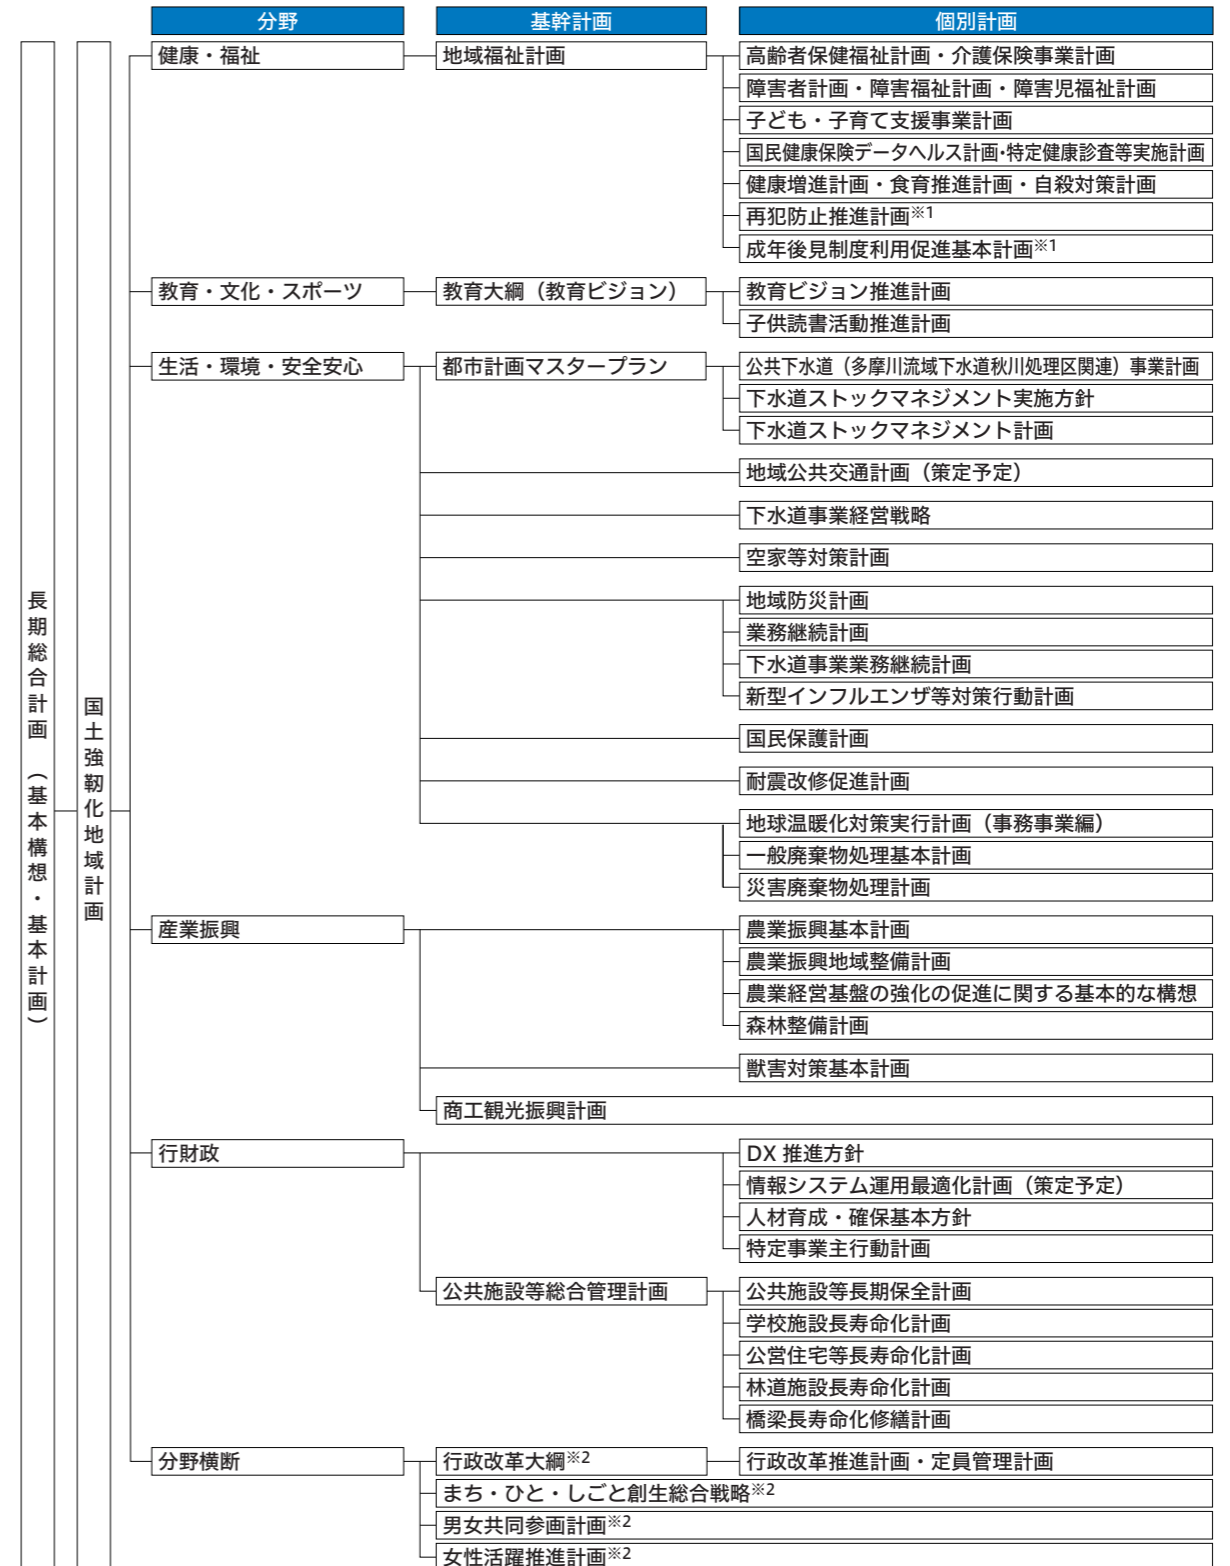 分野
基幹計画
個別計画
長期総合計画（基本構想・基本計画）
国土強靭化地域計画
健康・福祉
地域福祉計画
高齢者保健福祉計画・介護保険事業計画
障害者計画・障害福祉計画・障害児福祉計画
子ども・子育て支援事業計画
国民健康保険データヘルス計画・特定健康診査等実施計画
健康増進計画・食育推進計画・自殺対策計画
再犯防止推進計画※1
成年後見制度利用促進基本計画※1
教育・文化・スポーツ
教育大綱（教育ビジョン）
教育ビジョン推進計画
子供読書活動推進計画
生活・環境・安全安心
都市計画マスタープラン
公共下水道（多摩川流域下水道秋川処理区関連）事業計画
下水道ストックマネジメント実施方針
下水道ストックマネジメント計画
地域公共交通計画（策定予定）
下水道事業経営戦略
空家等対策計画
地域防災計画
業務継続計画
下水道事業業務継続計画
新型インフルエンザ等対策行動計画
国民保護計画
耐震改修促進計画
地球温暖化対策実行計画（事務事業編）
一般廃棄物処理基本計画
災害廃棄物処理計画
産業振興
農業振興基本計画
農業振興地域整備計画
農業経営基盤の強化の促進に関する基本的な構想
森林整備計画
獣害対策基本計画
商工観光振興計画
行財政
DX 推進方針
情報システム運用最適化計画（策定予定）
人材育成・確保基本方針
特定事業主行動計画
公共施設等総合管理計画
公共施設等長期保全計画
学校施設長寿命化計画
公営住宅等長寿命化計画
林道施設長寿命化計画
橋梁長寿命化修繕計画
分野横断
行政改革大綱※2
行政改革推進計画・定員管理計画
まち・ひと・しごと創生総合戦略※2
男女共同参画計画※2
女性活躍推進計画※2